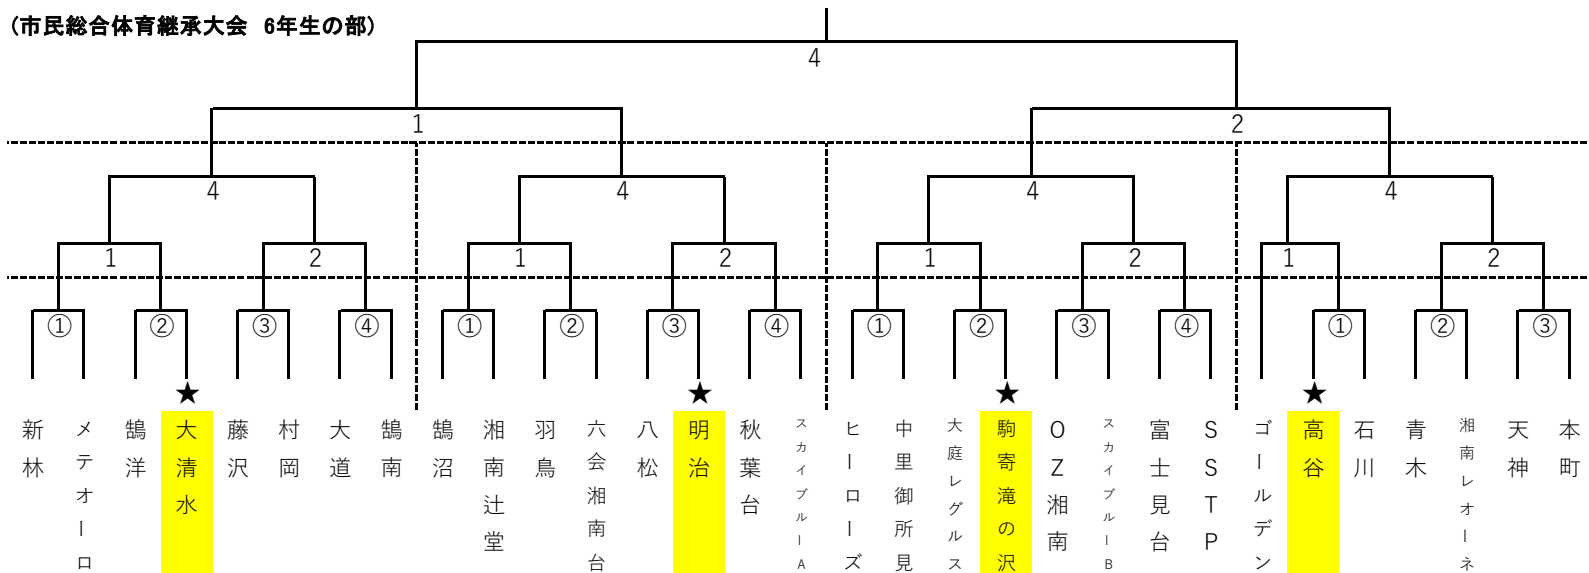 (市民総合体育継承大会 6年生の部)
4
1 2
4 4 4 4
1 2 1 2 1 2 1 2
① ② ③ ④ ① ② ③ ④ ① ② ③ ④ ① ② ③
★ ★ ★ ★
新林
メテオーロ
鵠洋
大清水
藤沢
村岡
大道
鵠南
鵠沼
湘南辻堂
羽鳥
六会湘南台
八松
明治
秋葉台
スカイブルーA
ヒーローズ
中里御所見
大庭レグルス
駒寄滝の沢
OZ湘南
スカイブルーB
富士見台
SSTP
ゴールデン
高谷
石川
青木
湘南レオーネ
天神
本町